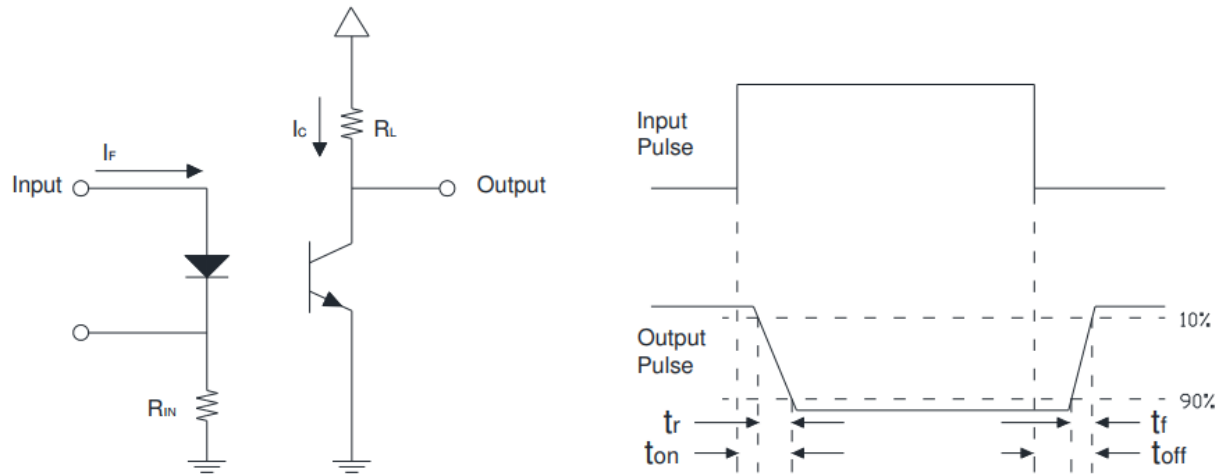 IF
Input
IC
RL
Output
RIN
Input
Pulse
Output
Pulse
10%
90%
tr
tf
ton
toff